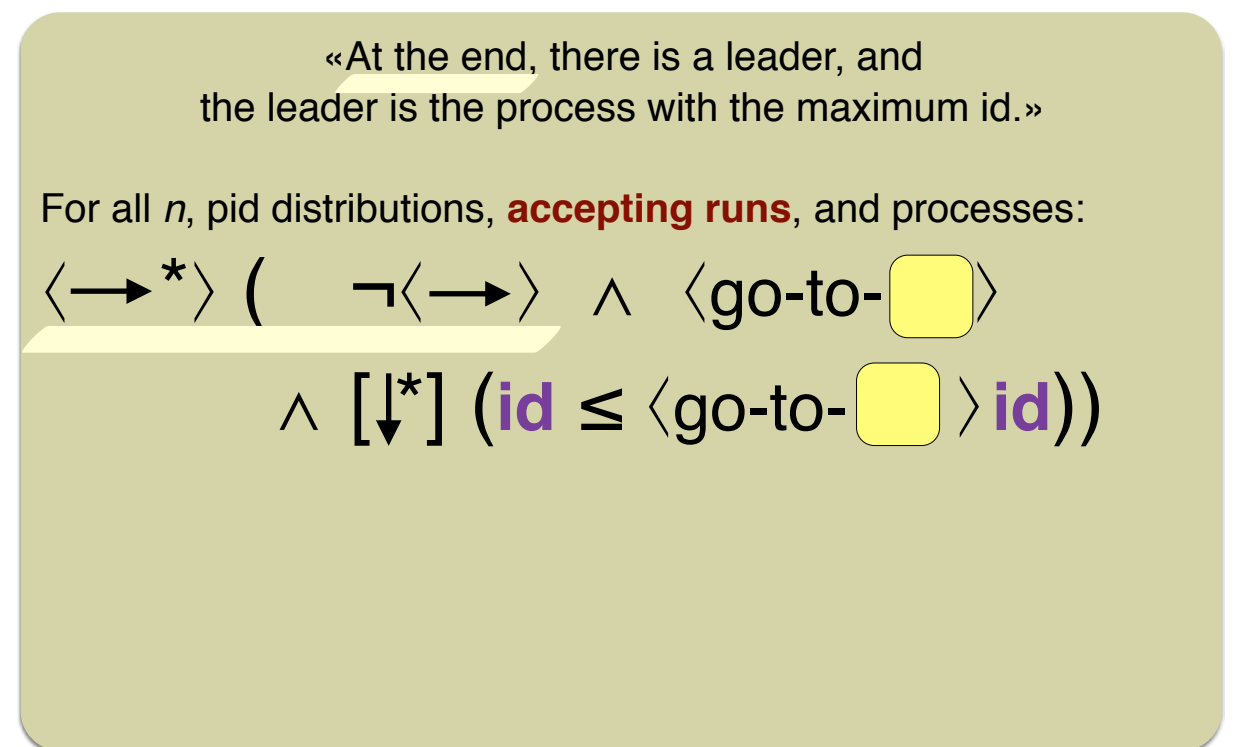 «At the end, there is a leader, and
the leader is the process with the maximum id.»
For all n, pid distributions, accepting runs, and processes:
⟨⟶*⟩ ( ¬⟨⟶⟩ ∧ ⟨go-to- ⟩
∧ [↓*] (id ≤ ⟨go-to- ⟩ id))